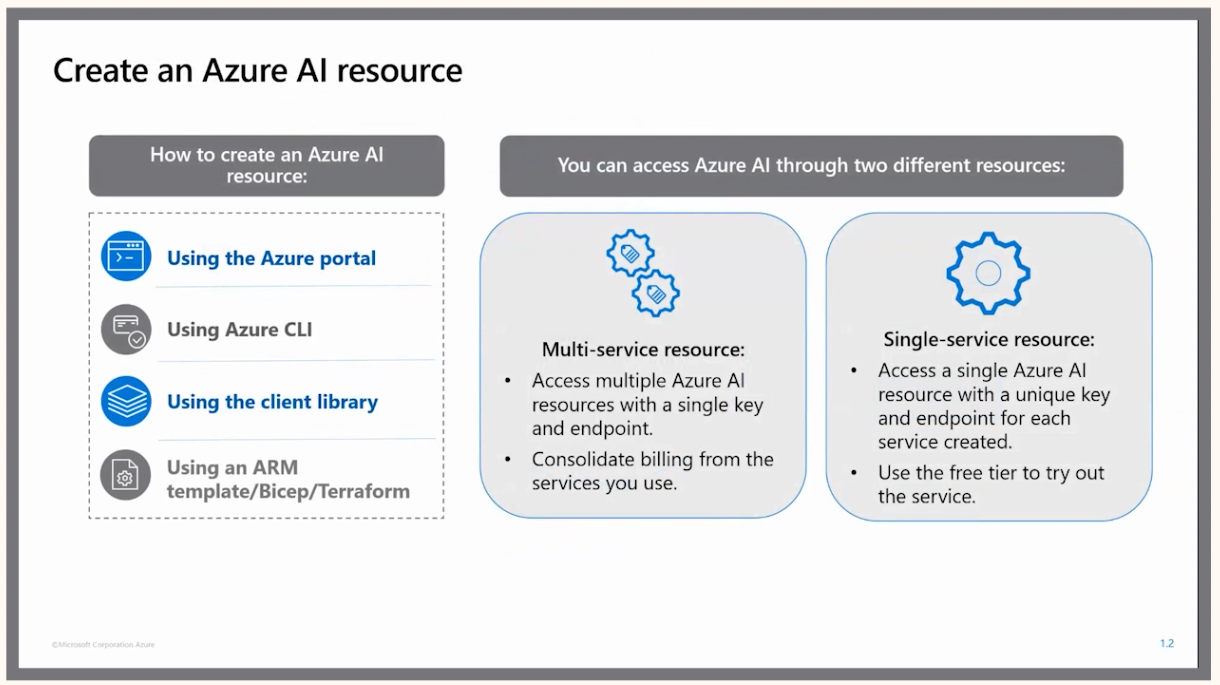 Create an Azure AI resource
How to create an Azure AI
resource:
Using the Azure portal
Using Azure CLI
Using the client library
Using an ARM
template/Bicep/Terraform
You can access Azure AI through two different resources:
Multi-service resource:
• Access multiple Azure AI
resources with a single key
and endpoint.
• Consolidate billing from the
services you use.
Single-service resource:
• Access a single Azure AI
resource with a unique key
and endpoint for each
service created.
• Use the free tier to try out
the service.
©Microsoft Corporation Azure
1.2